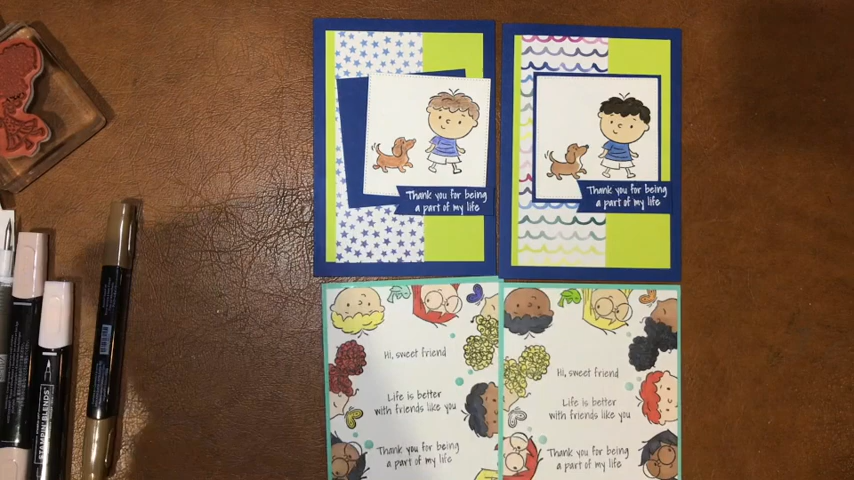 Thank you for being
a part of my life
Thank you for being
a part of my life
Hi, sweet friend
Life is better
with friends like you
Thank you for being
a part of my life
Hi, sweet friend
Life is better
with friends like you
Thank you for being
a part of my life
STAMPIN' BLENDS